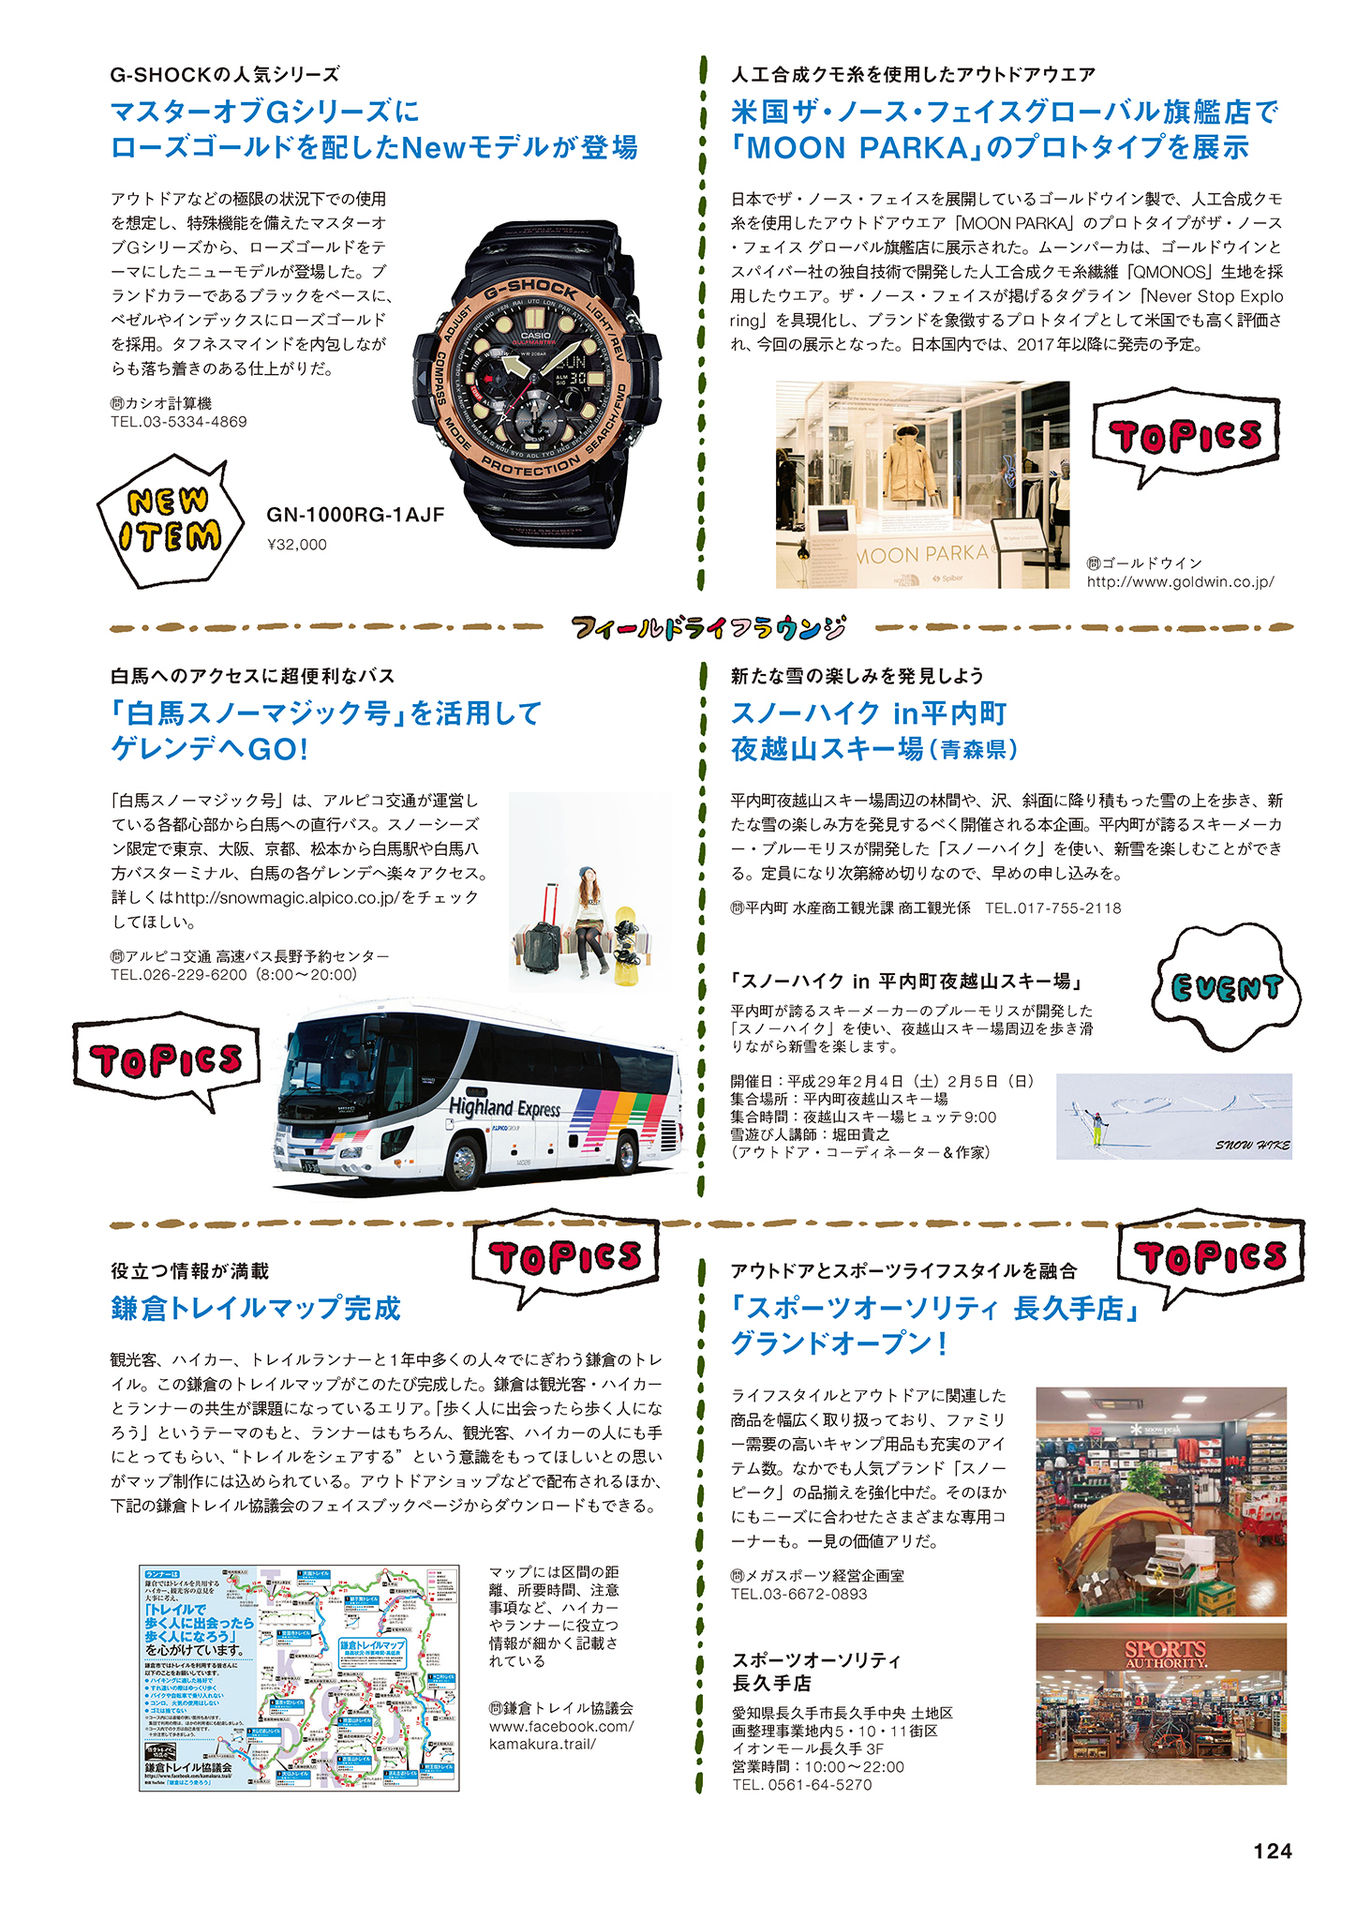 G-SHOCKの人気シリーズ
マスターオブGシリーズに
ローズゴールドを配したNewモデルが登場
アウトドアなどの極限の状況下での使用
を想定し、特殊機能を備えたマスターオ
ブGシリーズから、ローズゴールドをテ
ーマにしたニューモデルが登場した。ブ
ランドカラーであるブラックをベースに、
ベゼルやインデックスにローズゴールド
を採用。タフネスマインドを内包しなが
らも落ち着きのある仕上がりだ。
㉄カシオ計算機
TEL.03-5334-4869
NEW
ITEM
GN-1000RG-1AJF
¥32,000
G-SHOCK
ADJUST
LIGHT/REV
COMPASS
MODE
PROTECTION
SEARCH/FWD
CASIO
GULFMASTER
WR 20BAR
人工合成クモ糸を使用したアウトドアウエア
米国ザ・ノース・フェイスグローバル旗艦店で
「MOON PARKA」のプロトタイプを展示
日本でザ・ノース・フェイスを展開しているゴールドウイン製で、人工合成クモ
糸を使用したアウトドアウエア「MOON PARKA」のプロトタイプがザ・ノース
・フェイス グローバル旗艦店に展示された。ムーンパーカは、ゴールドウインと
スパイバー社の独自技術で開発した人工合成クモ糸繊維「QMONOS」生地を採
用したウエア。ザ・ノース・フェイスが掲げるタグライン「Never Stop Explo
ring」を具現化し、ブランドを象徴するプロトタイプとして米国でも高く評価さ
れ、今回の展示となった。日本国内では、2017年以降に発売の予定。
TOPICS
MOON PARKA
Spiber
㉄ゴールドウイン
http://www.goldwin.co.jp/
フィールドライフラウンジ
白馬へのアクセスに超便利なバス
「白馬スノーマジック号」を活用して
ゲレンデへGO!
「白馬スノーマジック号」は、アルピコ交通が運営し
ている各都心部から白馬への直行バス。スノーシーズ
ン限定で東京、大阪、京都、松本から白馬駅や白馬八
方バスターミナル、白馬の各ゲレンデへ楽々アクセス。
詳しくはhttp://snowmagic.alpico.co.jp/をチェック
してほしい。
㉄アルピコ交通 高速バス長野予約センター
TEL.026-229-6200（8:00〜20:00）
TOPICS
Highland Express
ALPICO GROUP
新たな雪の楽しみを発見しよう
スノーハイク in平内町
夜越山スキー場（青森県）
平内町夜越山スキー場周辺の林間や、沢、斜面に降り積もった雪の上を歩き、新
たな雪の楽しみ方を発見するべく開催される本企画。平内町が誇るスキーメーカ
ー・ブルーモリスが開発した「スノーハイク」を使い、新雪を楽しむことができ
る。定員になり次第締め切りなので、早めの申し込みを。
㉄平内町 水産商工観光課 商工観光係　TEL.017-755-2118
EVENT
「スノーハイク in 平内町夜越山スキー場」
平内町が誇るスキーメーカーのブルーモリスが開発した
「スノーハイク」を使い、夜越山スキー場周辺を歩き滑
りながら新雪を楽します。
開催日：平成29年2月4日（土）2月5日（日）
集合場所：平内町夜越山スキー場
集合時間：夜越山スキー場ヒュッテ9:00
雪遊び人講師：堀田貴之
（アウトドア・コーディネーター＆作家）
SNOW HIKE
TOPICS
役立つ情報が満載
鎌倉トレイルマップ完成
観光客、ハイカー、トレイルランナーと1年中多くの人々でにぎわう鎌倉のトレ
イル。この鎌倉のトレイルマップがこのたび完成した。鎌倉は観光客・ハイカー
とランナーの共生が課題になっているエリア。「歩く人に出会ったら歩く人にな
ろう」というテーマのもと、ランナーはもちろん、観光客、ハイカーの人にも手
にとってもらい、“トレイルをシェアする”という意識をもってほしいとの思い
がマップ制作には込められている。アウトドアショップなどで配布されるほか、
下記の鎌倉トレイル協議会のフェイスブックページからダウンロードもできる。
ランナーは
鎌倉ではトレイルを共用する
ハイカー、観光客の意見を
大事に考え、
「トレイルで
歩く人に出会ったら
歩く人になろう」
を心がけています。
鎌倉トレイルマップ
鎌倉トレイル協議会
マップには区間の距
離、所要時間、注意
事項など、ハイカー
やランナーに役立つ
情報が細かく記載さ
れている
㉄鎌倉トレイル協議会
www.facebook.com/
kamakura.trail/
TOPICS
アウトドアとスポーツライフスタイルを融合
「スポーツオーソリティ 長久手店」
グランドオープン！
ライフスタイルとアウトドアに関連した
商品を幅広く取り扱っており、ファミリ
ー需要の高いキャンプ用品も充実のアイ
テム数。なかでも人気ブランド「スノー
ピーク」の品揃えを強化中だ。そのほか
にもニーズに合わせたさまざまな専用コ
ーナーも。一見の価値アリだ。
㉄メガスポーツ経営企画室
TEL.03-6672-0893
スポーツオーソリティ
長久手店
愛知県長久手市長久手中央 土地区
画整理事業地内5・10・11街区
イオンモール長久手 3F
営業時間：10:00〜22:00
TEL. 0561-64-5270
snow peak
SPORTS
AUTHORITY.
124